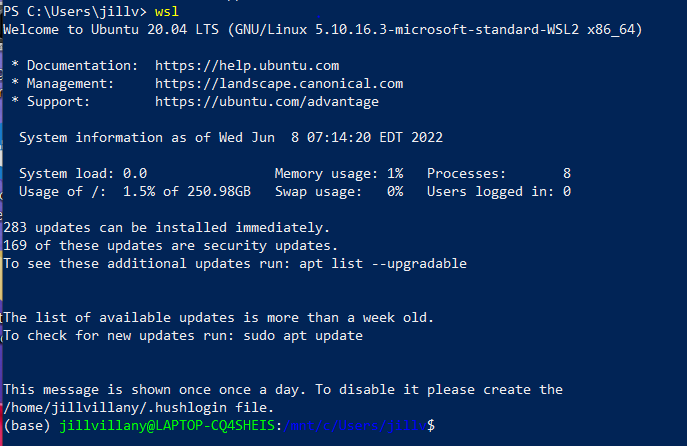 PS C:\Users\jillv> wsl
Welcome to Ubuntu 20.04 LTS (GNU/Linux 5.10.16.3-microsoft-standard-WSL2 x86_64)
* Documentation:  https://help.ubuntu.com
* Management:     https://landscape.canonical.com
* Support:        https://ubuntu.com/advantage
System information as of Wed Jun  8 07:14:20 EDT 2022
System load: 0.0                Memory usage: 1%   Processes:       8
Usage of /:  1.5% of 250.98GB   Swap usage:   0%   Users logged in: 0
283 updates can be installed immediately.
169 of these updates are security updates.
To see these additional updates run: apt list --upgradable
The list of available updates is more than a week old.
To check for new updates run: sudo apt update
This message is shown once once a day. To disable it please create the
/home/jillvillany/.hushlogin file.
(base) jillvillany@LAPTOP-CQ4SHEIS:/mnt/c/Users/jillv$